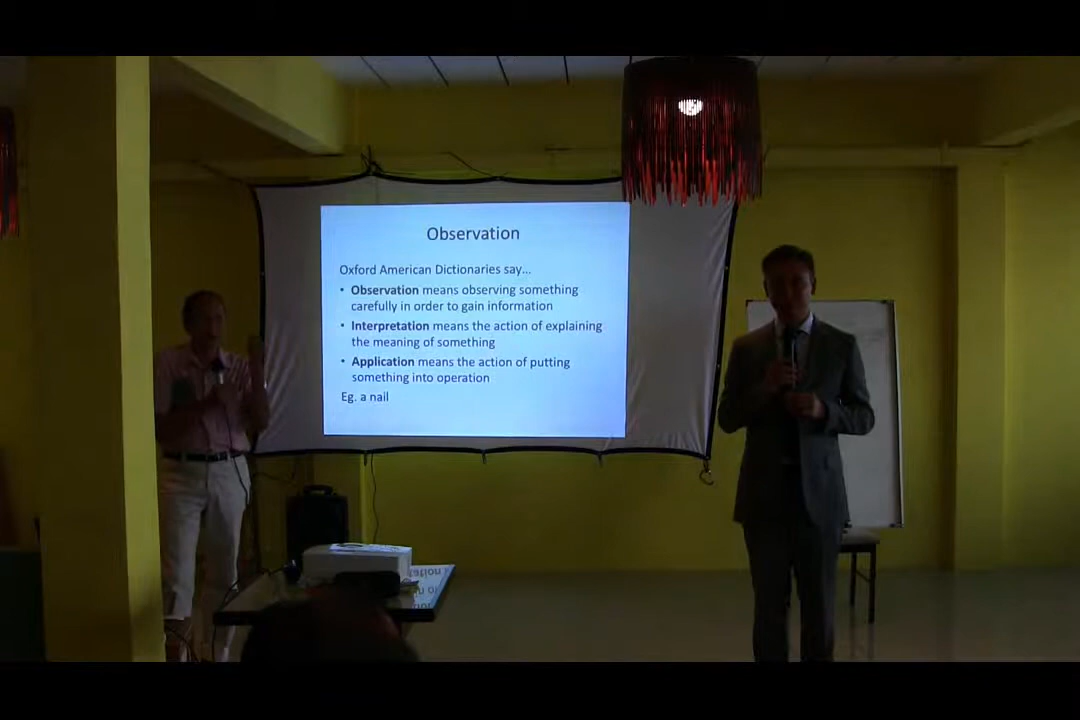 Observation
Oxford American Dictionaries say...
• Observation means observing something
carefully in order to gain information
• Interpretation means the action of explaining
the meaning of something
• Application means the action of putting
something into operation
Eg. a nail